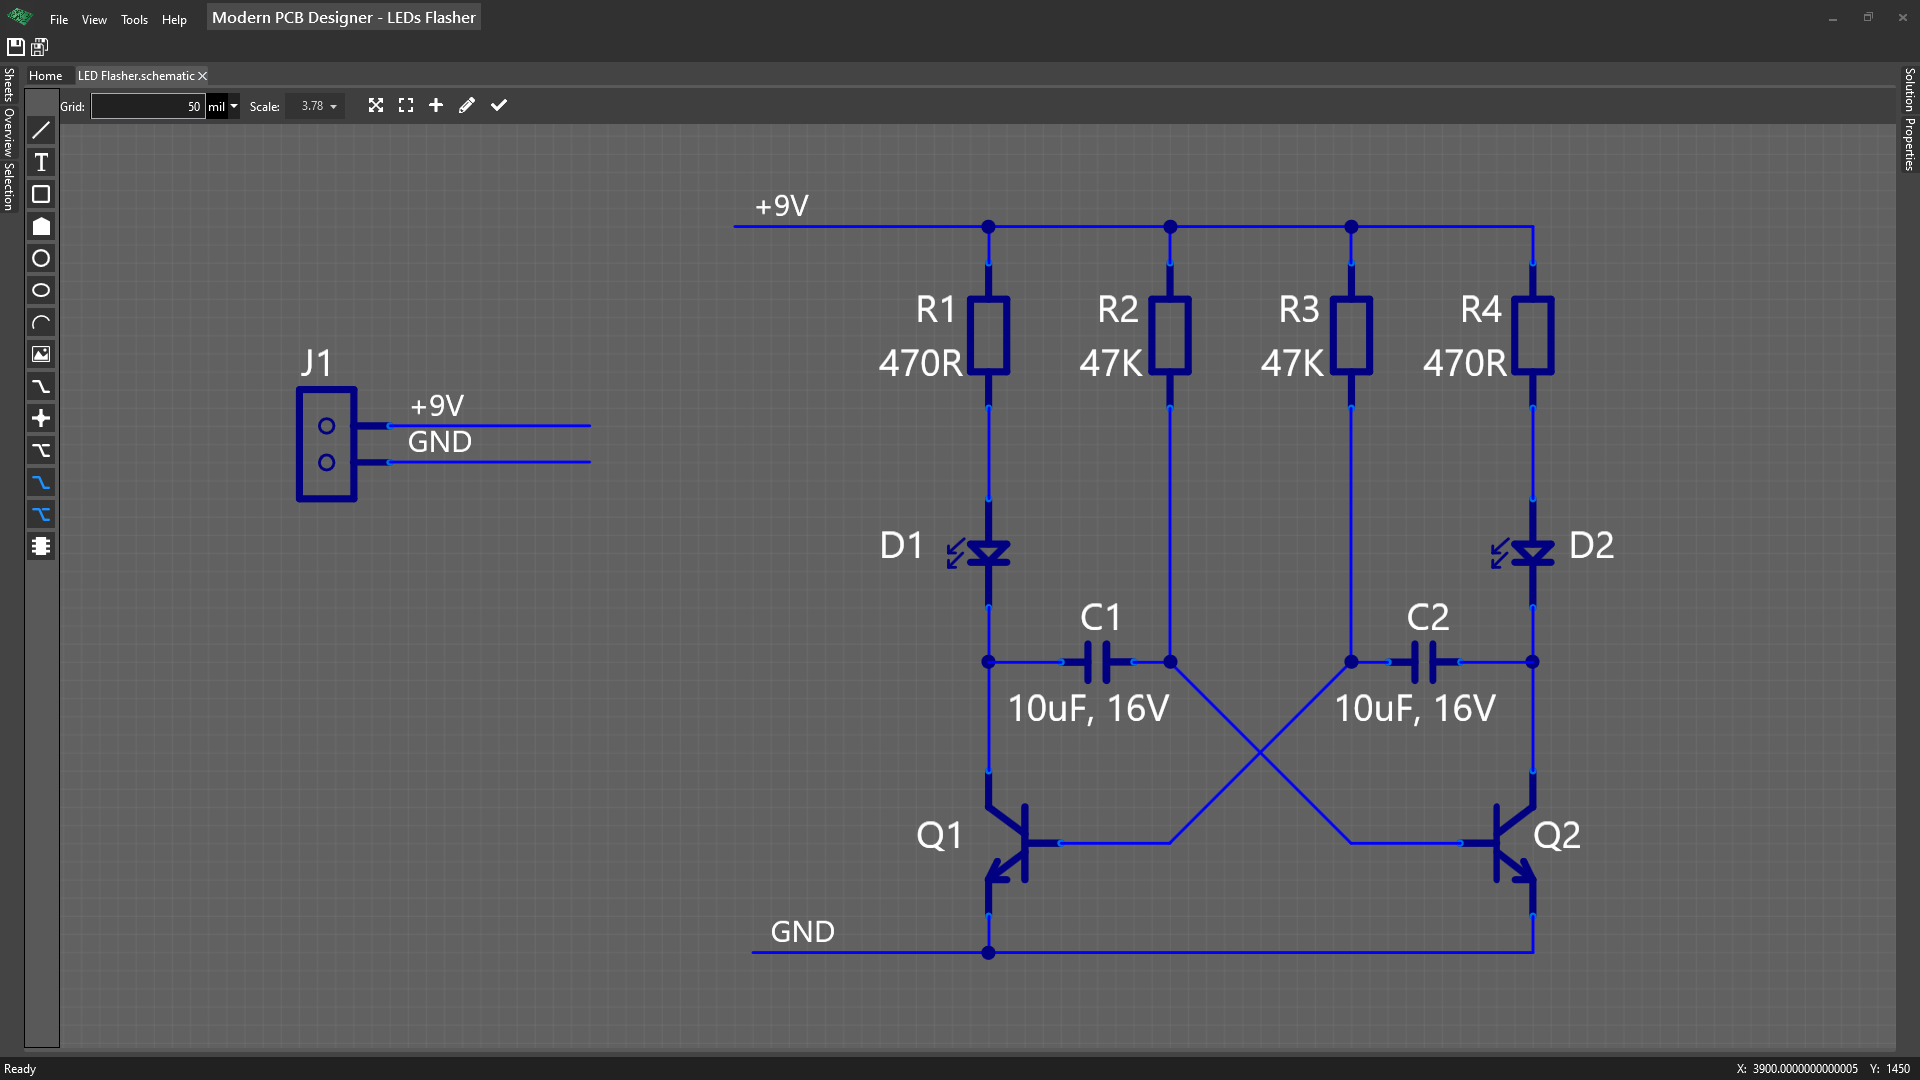 File View Tools Help Modern PCB Designer - LEDs Flasher
Home LED Flasher.schematic
Sheets
Overview
Selection
Grid: 50 mil Scale: 3.78
Solution
Properties
+9V
R1 R2 R3 R4
470R 47K 47K 470R
J1
+9V
GND
D1 D2
C1 C2
10uF, 16V 10uF, 16V
Q1 Q2
GND
Ready X: 3900.0000000000005 Y: 1450